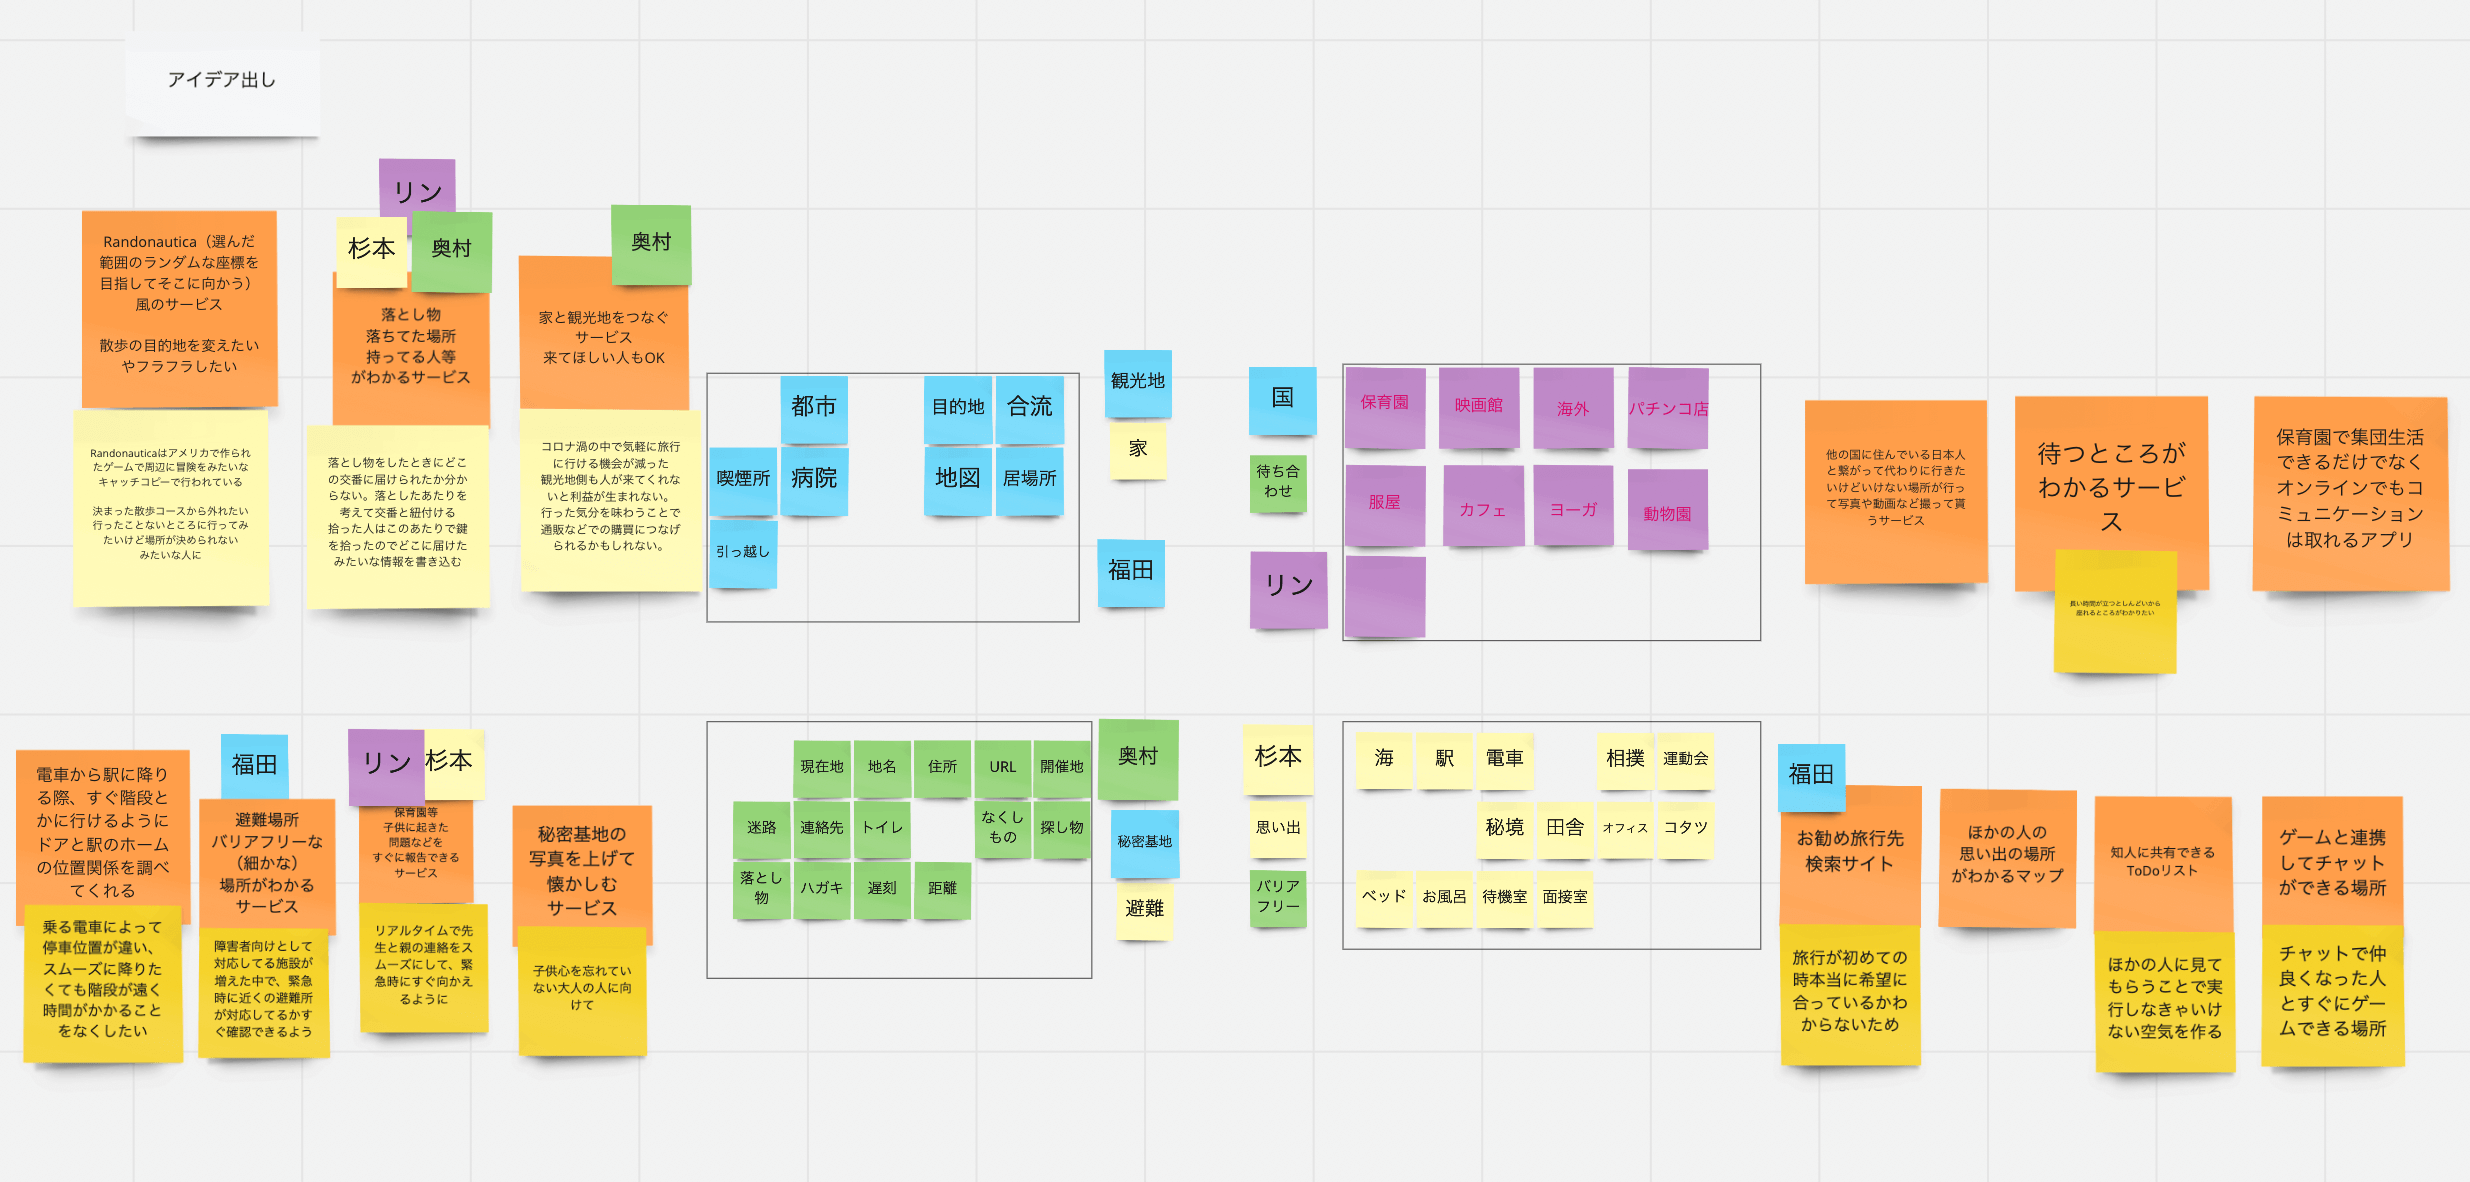 アイデア出し
リン
杉本
奥村
奥村
Randonautica（選んだ
範囲のランダムな座標を
目指してそこに向かう）
風のサービス
散歩の目的地を変えたい
やフラフラしたい
落とし物
落ちてた場所
持ってる人等
がわかるサービス
家と観光地をつなぐ
サービス
来てほしい人もOK
Randonauticaはアメリカで作られ
たゲームで周辺に冒険をみたいな
キャッチコピーで行われている
決まった散歩コースから外れたい
行ったことないところに行ってみ
たいけど場所が決められない
みたいな人に
落とし物をしたときにどこ
の交番に届けられたか分か
らない。落としたあたりを
考えて交番と紐付ける
拾った人はこのあたりで鍵
を拾ったのでどこに届けた
みたいな情報を書き込む
コロナ渦の中で気軽に旅行
に行ける機会が減った
観光地側も人が来てくれな
いと利益が生まれない。
行った気分を味わうことで
通販などでの購買につなげ
られるかもしれない。
都市
目的地
合流
喫煙所
病院
地図
居場所
引っ越し
観光地
家
福田
国
待ち合
わせ
リン
保育園
映画館
海外
パチンコ店
服屋
カフェ
ヨーガ
動物園
他の国に住んでいる日本人
と繋がって代わりに行きた
いけどいけない場所が行っ
て写真や動画など撮って貰
うサービス
待つところが
わかるサービ
ス
長い時間が立つとしんどいから
座れるところがわかりたい
保育園で集団生活
できるだけでなく
オンラインでもコ
ミュニケーション
は取れるアプリ
電車から駅に降り
る際、すぐ階段と
かに行けるように
ドアと駅のホーム
の位置関係を調べ
てくれる
乗る電車によって
停車位置が違い、
スムーズに降りた
くても階段が遠く
時間がかかること
をなくしたい
福田
避難場所
バリアフリーな
（細かな）
場所がわかる
サービス
障害者向けとして
対応してる施設が
増えた中で、緊急
時に近くの避難所
が対応してるかす
ぐ確認できるよう
リン
杉本
保育園等
子供に起きた
問題などを
すぐに報告できる
サービス
リアルタイムで先
生と親の連絡をス
ムーズにして、緊
急時にすぐ向かえ
るように
秘密基地の
写真を上げて
懐かしむ
サービス
子供心を忘れてい
ない大人の人に向
けて
現在地
地名
住所
URL
開催地
迷路
連絡先
トイレ
なくし
もの
探し物
落とし
物
ハガキ
遅刻
距離
奥村
秘密基地
避難
杉本
思い出
バリア
フリー
海
駅
電車
相撲
運動会
秘境
田舎
オフィス
コタツ
ベッド
お風呂
待機室
面接室
福田
お勧め旅行先
検索サイト
旅行が初めての
時本当に希望に
合っているかわ
からないため
ほかの人の
思い出の場所
がわかるマップ
知人に共有できる
ToDoリスト
ほかの人に見て
もらうことで実
行しなきゃいけ
ない空気を作る
ゲームと連携
してチャット
ができる場所
チャットで仲
良くなった人
とすぐにゲー
ムできる場所